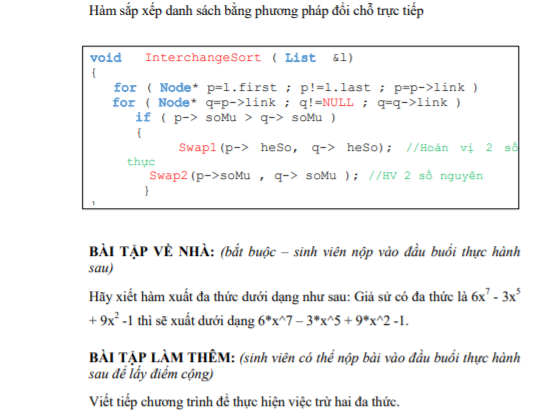 Hàm sắp xếp danh sách bằng phương pháp đổi chỗ trực tiếp
void InterchangeSort ( List &l)
{
for ( Node* p=l.first ; p!=l.last ; p=p->link )
for ( Node* q=p->link ; q!=NULL ; q=q->link )
if ( p-> soMu > q-> soMu )
{
Swap1(p-> heSo, q-> heSo); //Hoán vị 2 số
thực
Swap2(p->soMu , q-> soMu ); //HV 2 số nguyên
}
}
BÀI TẬP VỀ NHÀ: (bắt buộc – sinh viên nộp vào đầu buổi thực hành
sau)
Hãy xiết hàm xuất đa thức dưới dạng như sau: Giả sử có đa thức là 6x⁷ - 3x⁵
+ 9x² -1 thì sẽ xuất dưới dạng 6*x^7 – 3*x^5 + 9*x^2 -1.
BÀI TẬP LÀM THÊM: (sinh viên có thể nộp bài vào đầu buổi thực hành
sau để lấy điểm cộng)
Viết tiếp chương trình để thực hiện việc trừ hai đa thức.